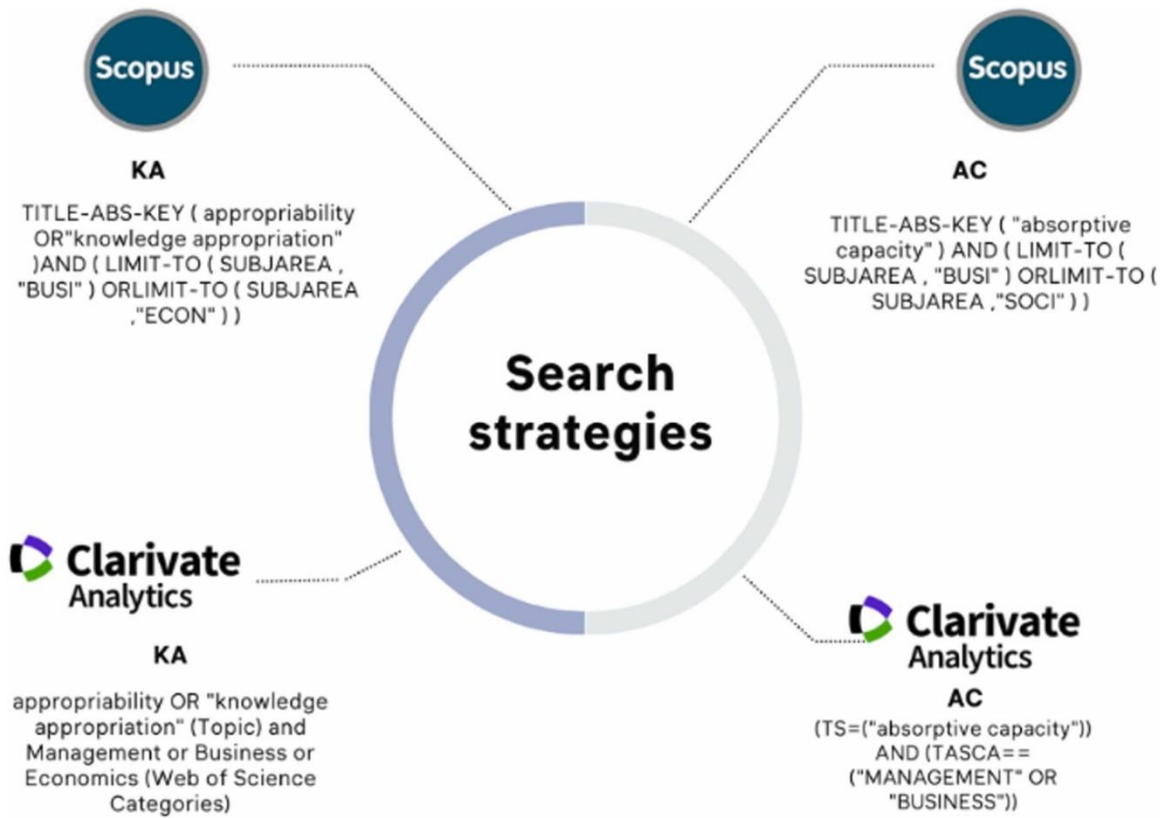 Scopus
KA
TITLE-ABS-KEY ( appropriability
OR"knowledge appropriation"
)AND ( LIMIT-TO ( SUBJAREA ,
"BUSI" ) ORLIMIT-TO ( SUBJAREA
,"ECON" ) )
Scopus
AC
TITLE-ABS-KEY ( "absorptive
capacity" ) AND ( LIMIT-TO (
SUBJAREA , "BUSI" ) ORLIMIT-TO (
SUBJAREA ,"SOCI" ) )
Search
strategies
Clarivate
Analytics
KA
appropriability OR "knowledge
appropriation" (Topic) and
Management or Business or
Economics (Web of Science
Categories)
Clarivate
Analytics
AC
(TS=("absorptive capacity"))
AND (TASCA==
("MANAGEMENT" OR
"BUSINESS"))